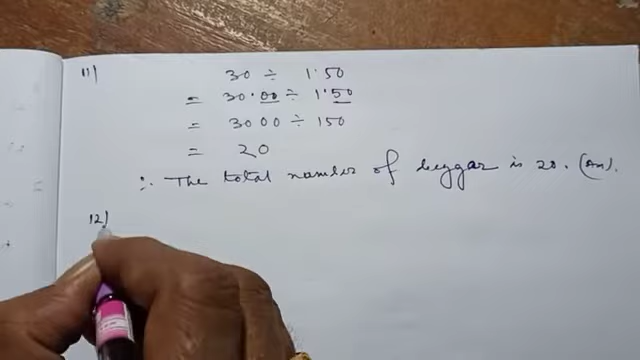 11) 30 ÷ 1·50
= 30·00 ÷ 1·50
= 3000 ÷ 150
= 20
∴ The total number of beggar is 20. (Ans).
12)